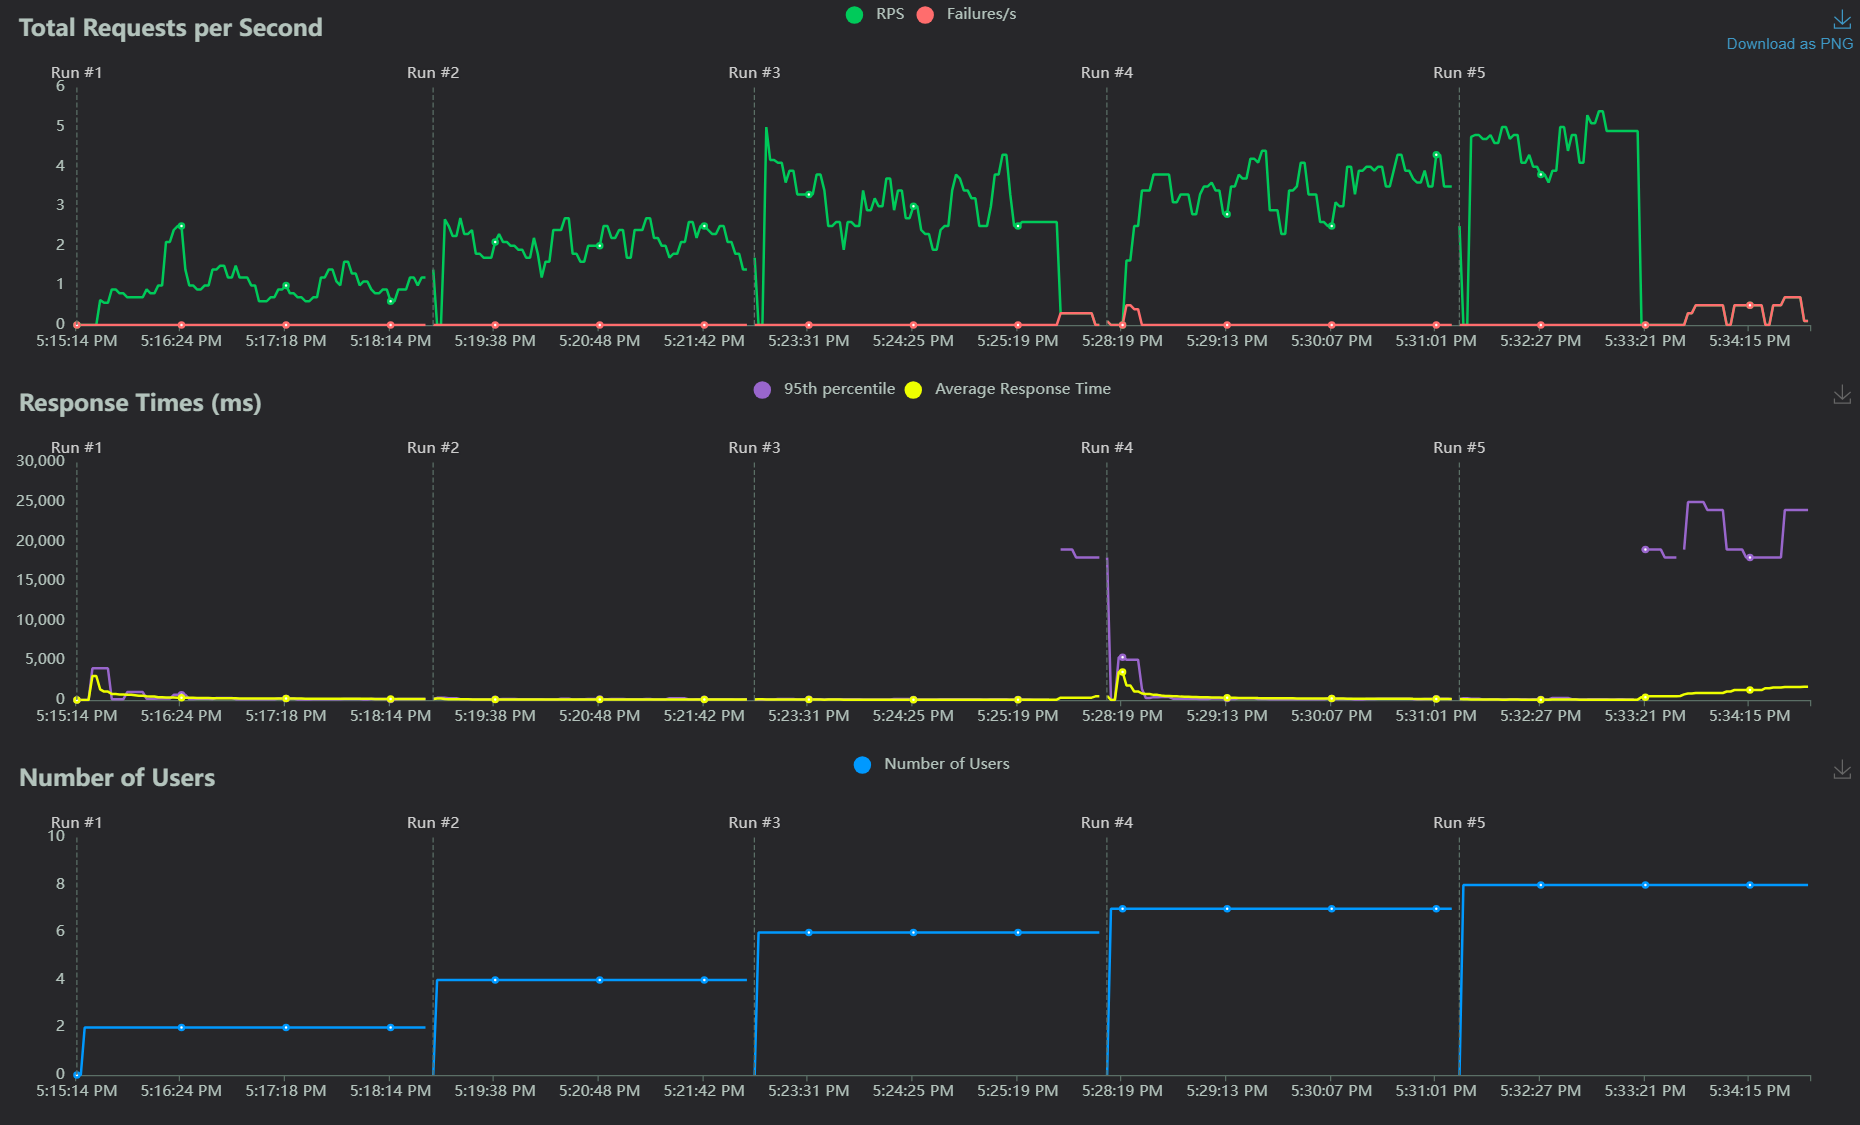 Total Requests per Second
RPS Failures/s
Download as PNG
Run #1 Run #2 Run #3 Run #4 Run #5
6
5
4
3
2
1
0
5:15:14 PM 5:16:24 PM 5:17:18 PM 5:18:14 PM 5:19:38 PM 5:20:48 PM 5:21:42 PM 5:23:31 PM 5:24:25 PM 5:25:19 PM 5:28:19 PM 5:29:13 PM 5:30:07 PM 5:31:01 PM 5:32:27 PM 5:33:21 PM 5:34:15 PM
Response Times (ms)
95th percentile Average Response Time
Run #1 Run #2 Run #3 Run #4 Run #5
30,000
25,000
20,000
15,000
10,000
5,000
0
5:15:14 PM 5:16:24 PM 5:17:18 PM 5:18:14 PM 5:19:38 PM 5:20:48 PM 5:21:42 PM 5:23:31 PM 5:24:25 PM 5:25:19 PM 5:28:19 PM 5:29:13 PM 5:30:07 PM 5:31:01 PM 5:32:27 PM 5:33:21 PM 5:34:15 PM
Number of Users
Number of Users
Run #1 Run #2 Run #3 Run #4 Run #5
10
8
6
4
2
0
5:15:14 PM 5:16:24 PM 5:17:18 PM 5:18:14 PM 5:19:38 PM 5:20:48 PM 5:21:42 PM 5:23:31 PM 5:24:25 PM 5:25:19 PM 5:28:19 PM 5:29:13 PM 5:30:07 PM 5:31:01 PM 5:32:27 PM 5:33:21 PM 5:34:15 PM